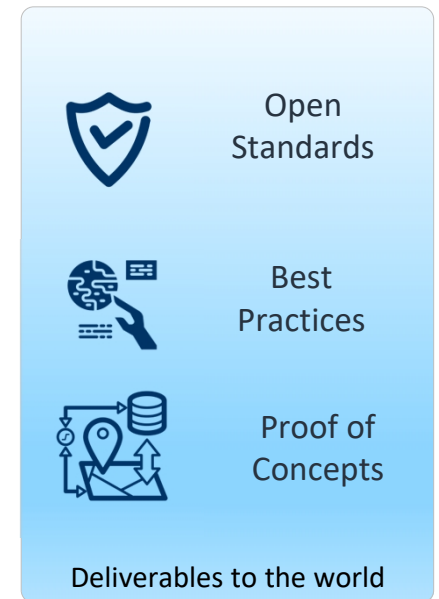 Open
Standards
Best
Practices
Proof of
Concepts
Deliverables to the world